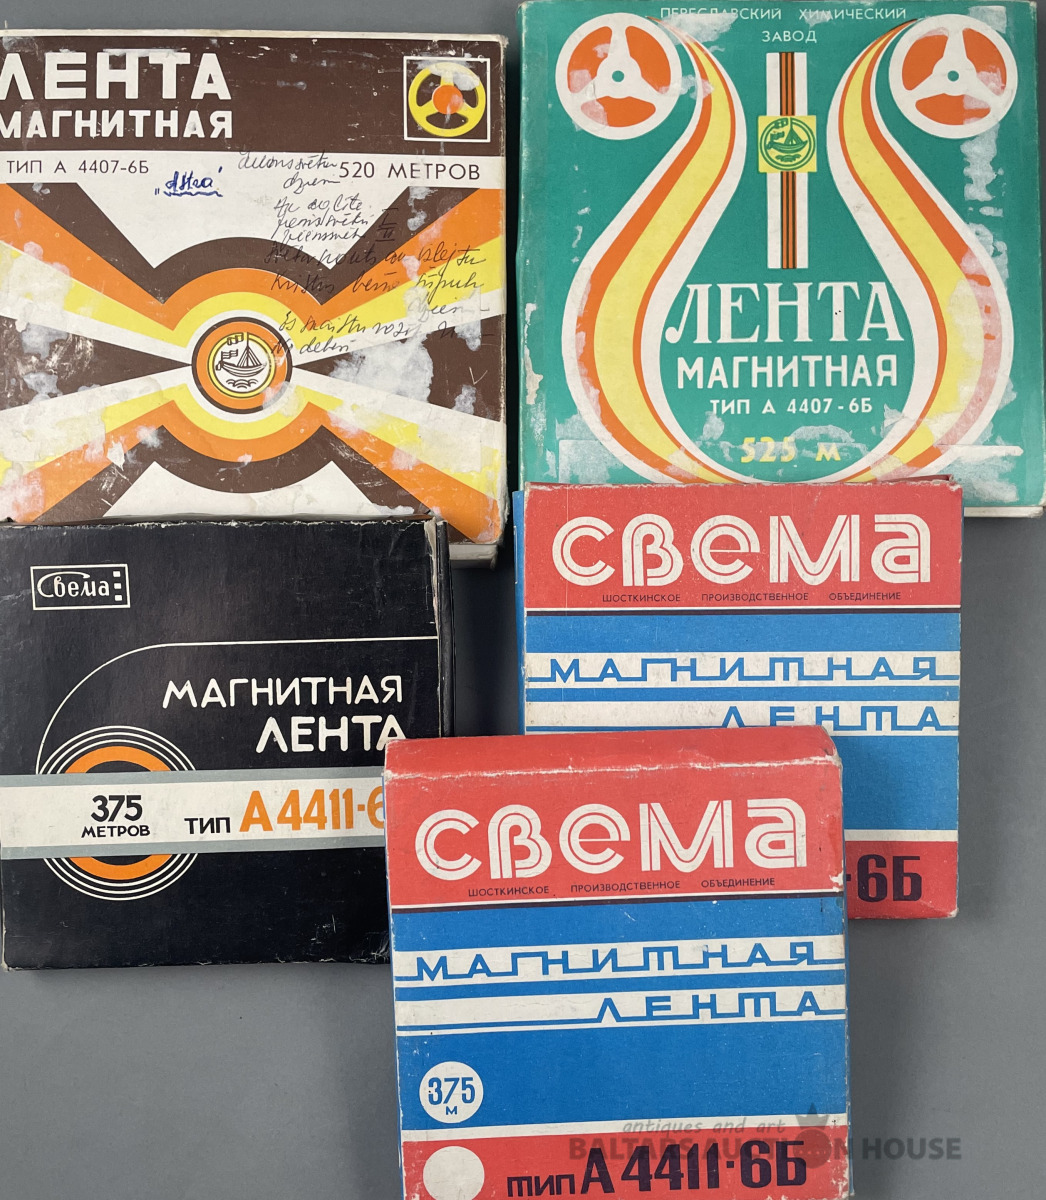 ЛЕНТА
МАГНИТНАЯ
ТИП А 4407-6Б
520 МЕТРОВ
ПЕРЕСЛАВСКИЙ ХИМИЧЕСКИЙ
ЗАВОД
ЛЕНТА
МАГНИТНАЯ
ТИП А 4407-6Б
525 М
Свема
МАГНИТНАЯ
ЛЕНТА
375
МЕТРОВ
ТИП А4411-6
СВЕМА
ШОСТКИНСКОЕ ПРОИЗВОДСТВЕННОЕ ОБЪЕДИНЕНИЕ
МАГНИТНАЯ
ЛЕНТА
-6Б
СВЕМА
ШОСТКИНСКОЕ ПРОИЗВОДСТВЕННОЕ ОБЪЕДИНЕНИЕ
МАГНИТНАЯ
ЛЕНТА
375
М
ТИП А4411-6Б
antiques and art
BALTARS AUCTION HOUSE